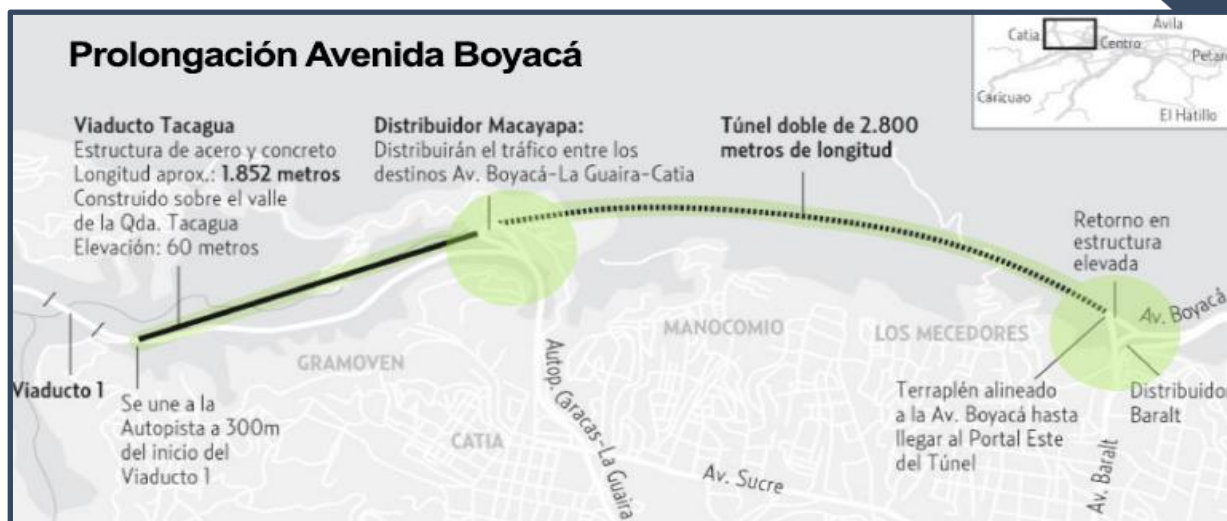 Prolongación Avenida Boyacá
Catia
Ávila
Centro
Petare
Caricuao
El Hatillo
Viaducto Tacagua
Estructura de acero y concreto
Longitud aprox.: 1.852 metros
Construido sobre el valle
de la Qda. Tacagua
Elevación: 60 metros
Distribuidor Macayapa:
Distribuirán el tráfico entre los
destinos Av. Boyacá-La Guaira-Catia
Túnel doble de 2.800
metros de longitud
Retorno en
estructura
elevada
Av. Boyacá
MANOCOMIO
LOS MECEDORES
GRAMOVEN
Viaducto 1
Se une a la
Autopista a 300m
del inicio del
Viaducto 1
CATIA
Autop. Caracas-La Guaira
Av. Sucre
Terraplén alineado
a la Av. Boyacá hasta
llegar al Portal Este
del Túnel
Distribuidor
Baralt
Av. Baralt